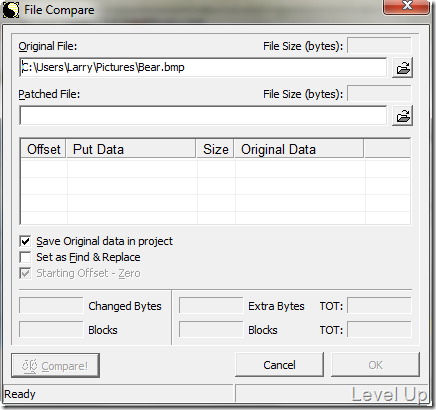 File Compare
Original File: File Size (bytes):
C:\Users\Larry\Pictures\Bear.bmp
Patched File: File Size (bytes):
Offset Put Data Size Original Data
Save Original data in project
Set as Find & Replace
Starting Offset - Zero
Changed Bytes Extra Bytes TOT:
Blocks Blocks TOT:
Compare! Cancel OK
Ready
Level Up